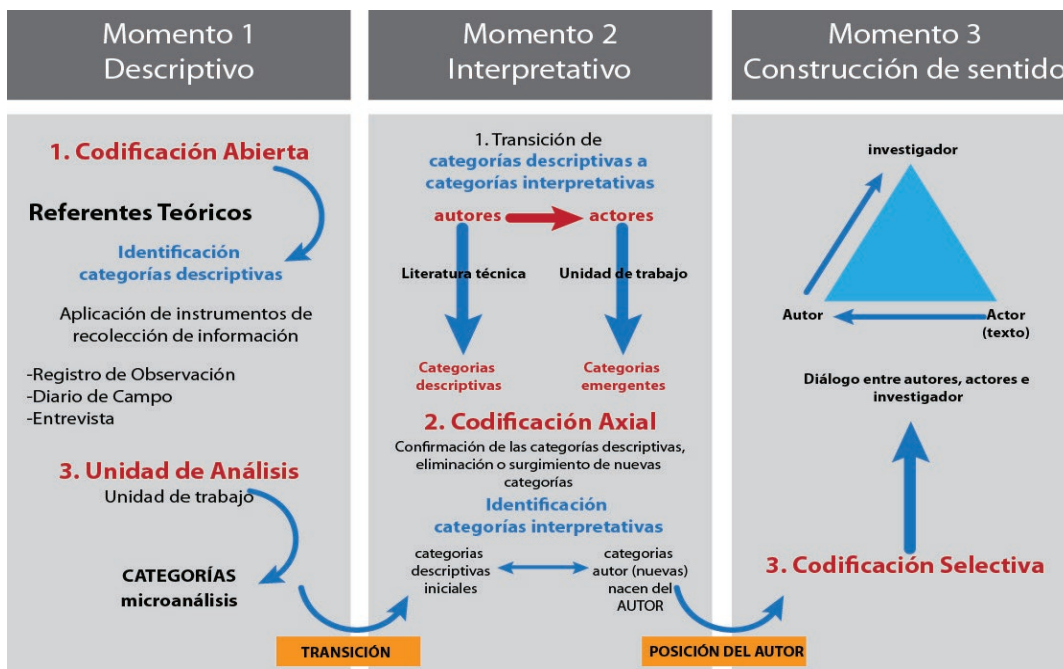 Momento 1
Descriptivo
1. Codificación Abierta
Referentes Teóricos
Identificación
categorías descriptivas
Aplicación de instrumentos de
recolección de información
-Registro de Observación
-Diario de Campo
-Entrevista
3. Unidad de Análisis
Unidad de trabajo
CATEGORÍAS
microanálisis
TRANSICIÓN
Momento 2
Interpretativo
1. Transición de
categorías descriptivas a
categorías interpretativas
autores
actores
Literatura técnica
Unidad de trabajo
Categorias
descriptivas
Categorias
emergentes
2. Codificación Axial
Confirmación de las categorías descriptivas,
eliminación o surgimiento de nuevas
categorías
Identificación
categorías interpretativas
categorias
descriptivas
iniciales
categorias
autor (nuevas)
nacen del
AUTOR
POSICIÓN DEL AUTOR
Momento 3
Construcción de sentido
investigador
Autor
Actor
(texto)
Diálogo entre autores, actores e
investigador
3. Codificación Selectiva